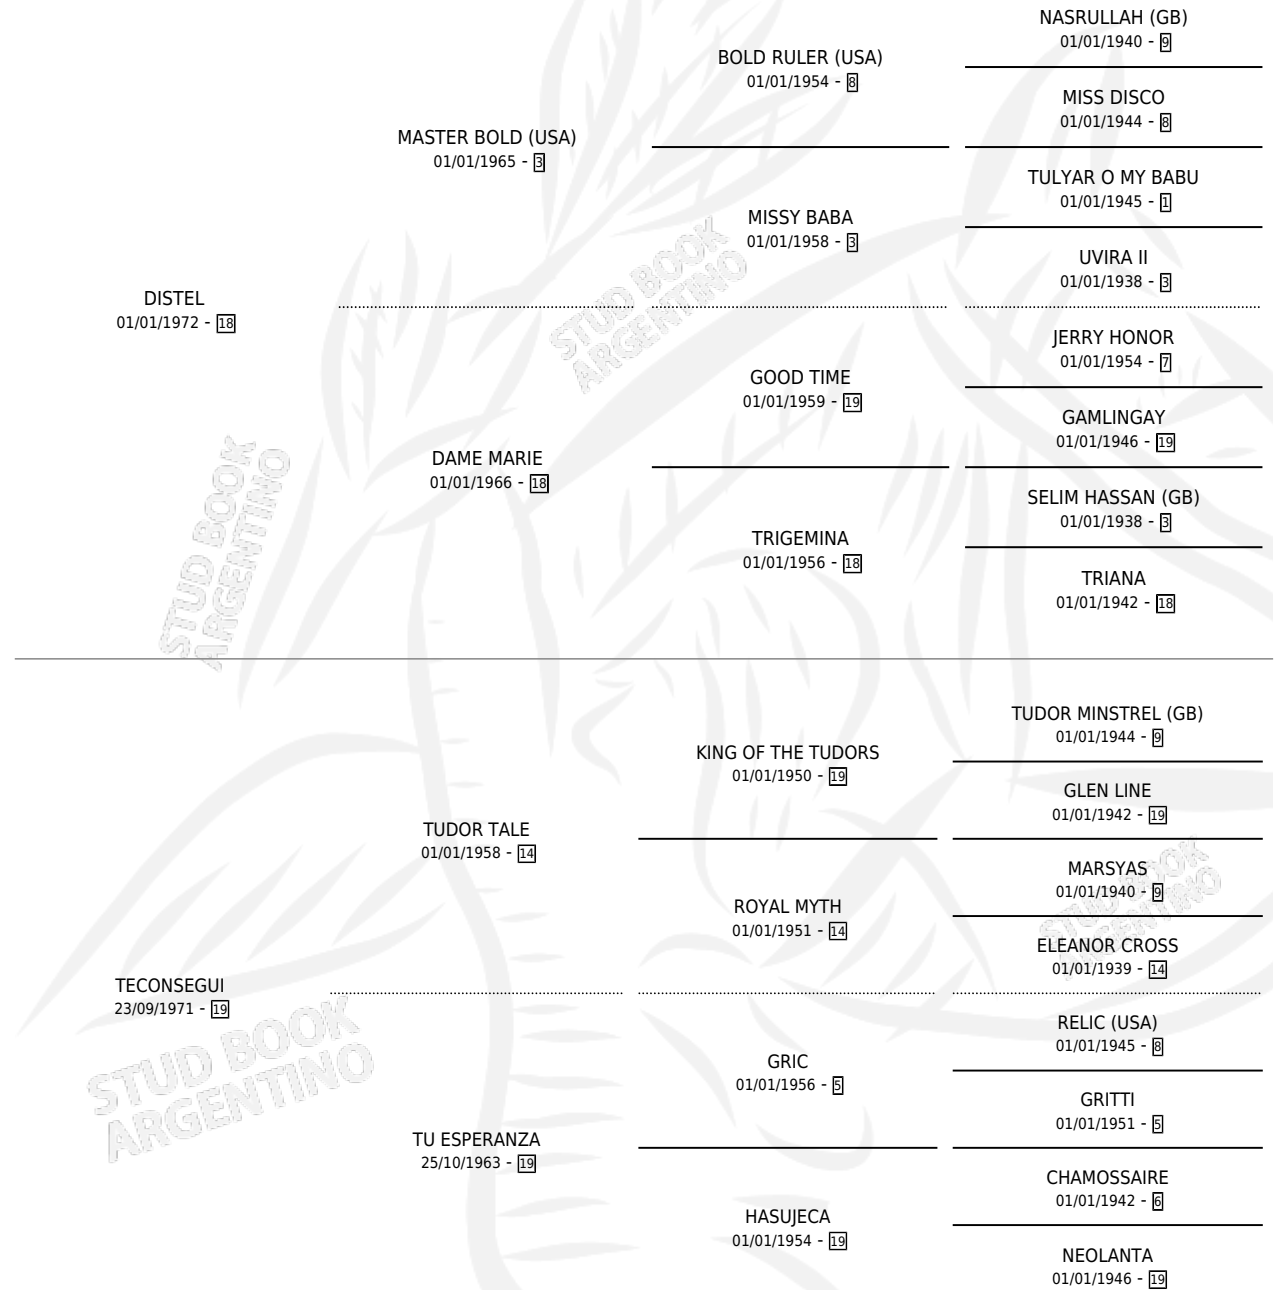 NASRULLAH (GB)
01/01/1940 - 9
BOLD RULER (USA)
01/01/1954 - 8
MISS DISCO
01/01/1944 - 8
MASTER BOLD (USA)
01/01/1965 - 3
TULYAR O MY BABU
01/01/1945 - 1
MISSY BABA
01/01/1958 - 3
UVIRA II
01/01/1938 - 3
DISTEL
01/01/1972 - 18
JERRY HONOR
01/01/1954 - 7
GOOD TIME
01/01/1959 - 19
GAMLINGAY
01/01/1946 - 19
DAME MARIE
01/01/1966 - 18
SELIM HASSAN (GB)
01/01/1938 - 3
TRIGEMINA
01/01/1956 - 18
TRIANA
01/01/1942 - 18
STUD BOOK
ARGENTINO
STUD BOOK
ARGENTINO
TUDOR MINSTREL (GB)
01/01/1944 - 9
KING OF THE TUDORS
01/01/1950 - 19
GLEN LINE
01/01/1942 - 19
TUDOR TALE
01/01/1958 - 14
MARSYAS
01/01/1940 - 9
ROYAL MYTH
01/01/1951 - 14
ELEANOR CROSS
01/01/1939 - 14
TECONSEGUI
23/09/1971 - 19
RELIC (USA)
01/01/1945 - 8
GRIC
01/01/1956 - 5
GRITTI
01/01/1951 - 5
TU ESPERANZA
25/10/1963 - 19
CHAMOSSAIRE
01/01/1942 - 6
HASUJECA
01/01/1954 - 19
NEOLANTA
01/01/1946 - 19
STUD BOOK
ARGENTINO
STUD BOOK
ARGENTINO